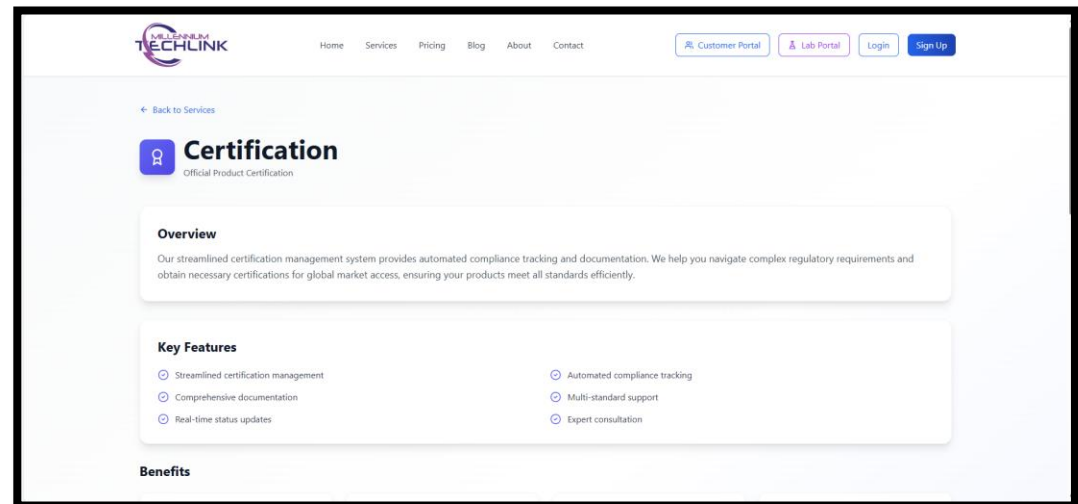 MILLENNIUM
TECHLINK
Home Services Pricing Blog About Contact Customer Portal Lab Portal Login Sign Up
← Back to Services
Certification
Official Product Certification
Overview
Our streamlined certification management system provides automated compliance tracking and documentation. We help you navigate complex regulatory requirements and
obtain necessary certifications for global market access, ensuring your products meet all standards efficiently.
Key Features
Streamlined certification management
Automated compliance tracking
Comprehensive documentation
Multi-standard support
Real-time status updates
Expert consultation
Benefits